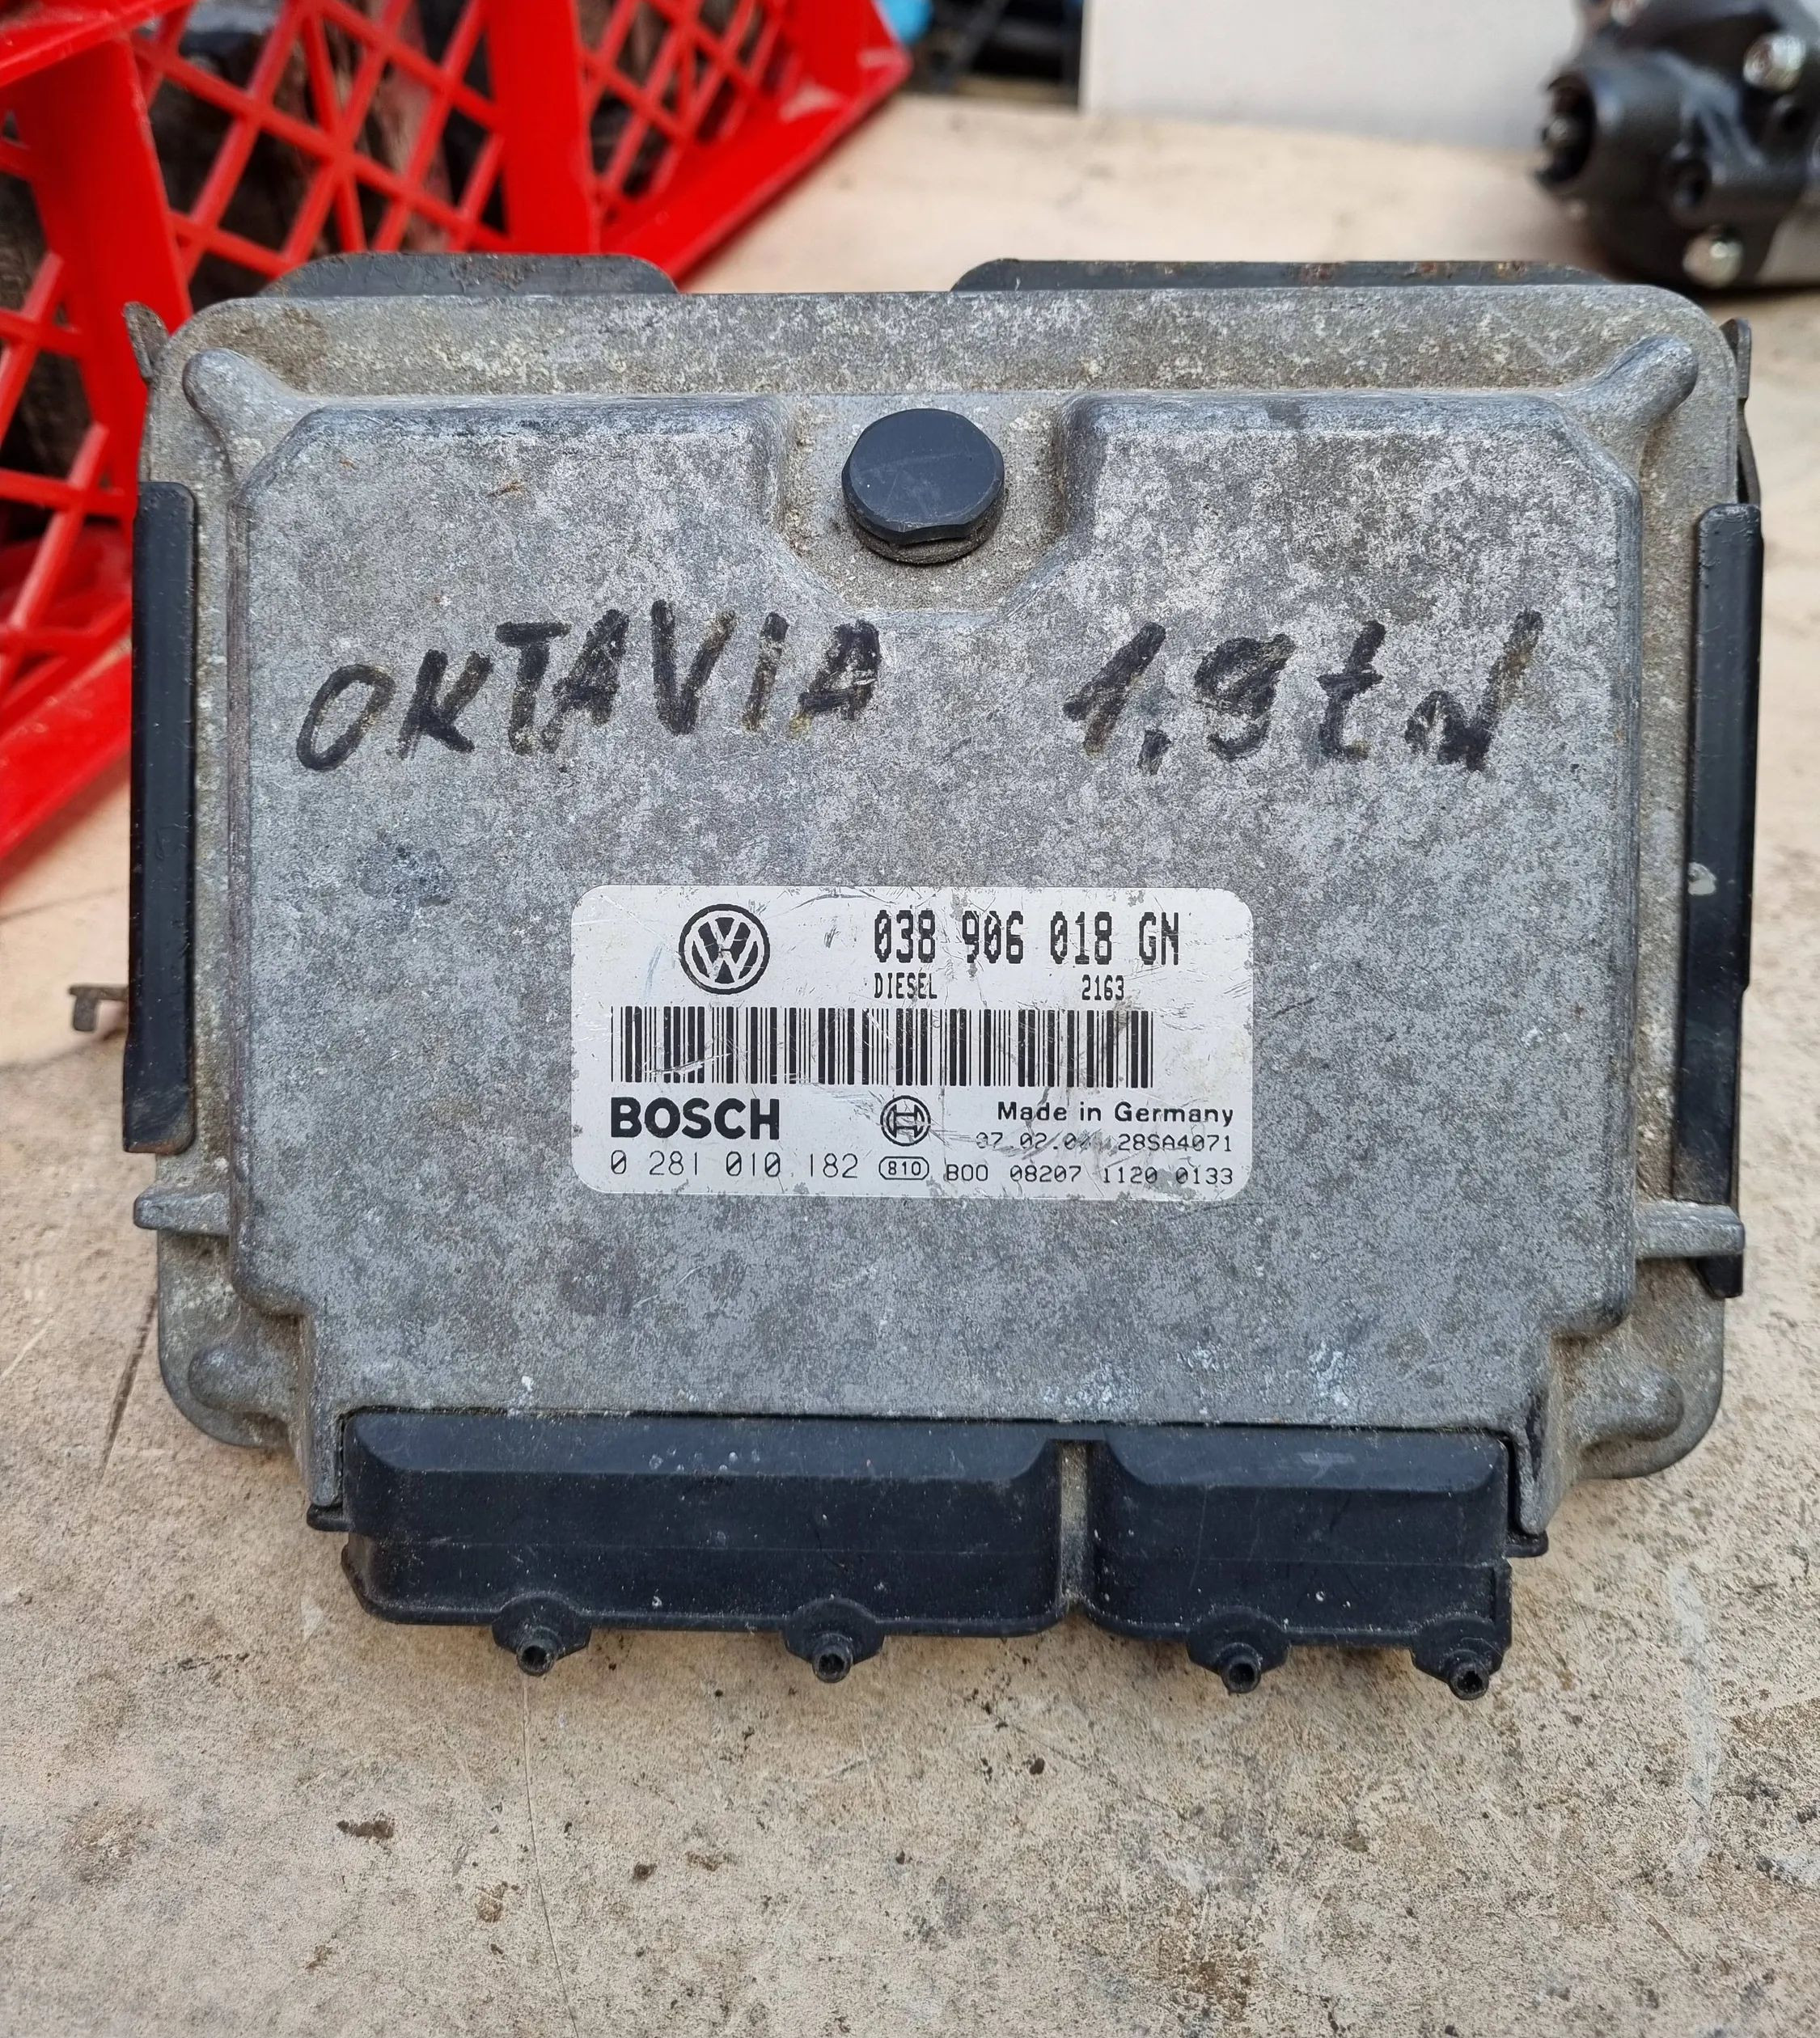 OKTAVIA 1,9td
038 906 018 GN
DIESEL 2163
BOSCH Made in Germany
28SA4071
0 281 010 182 810 B00 08207 1120 0133